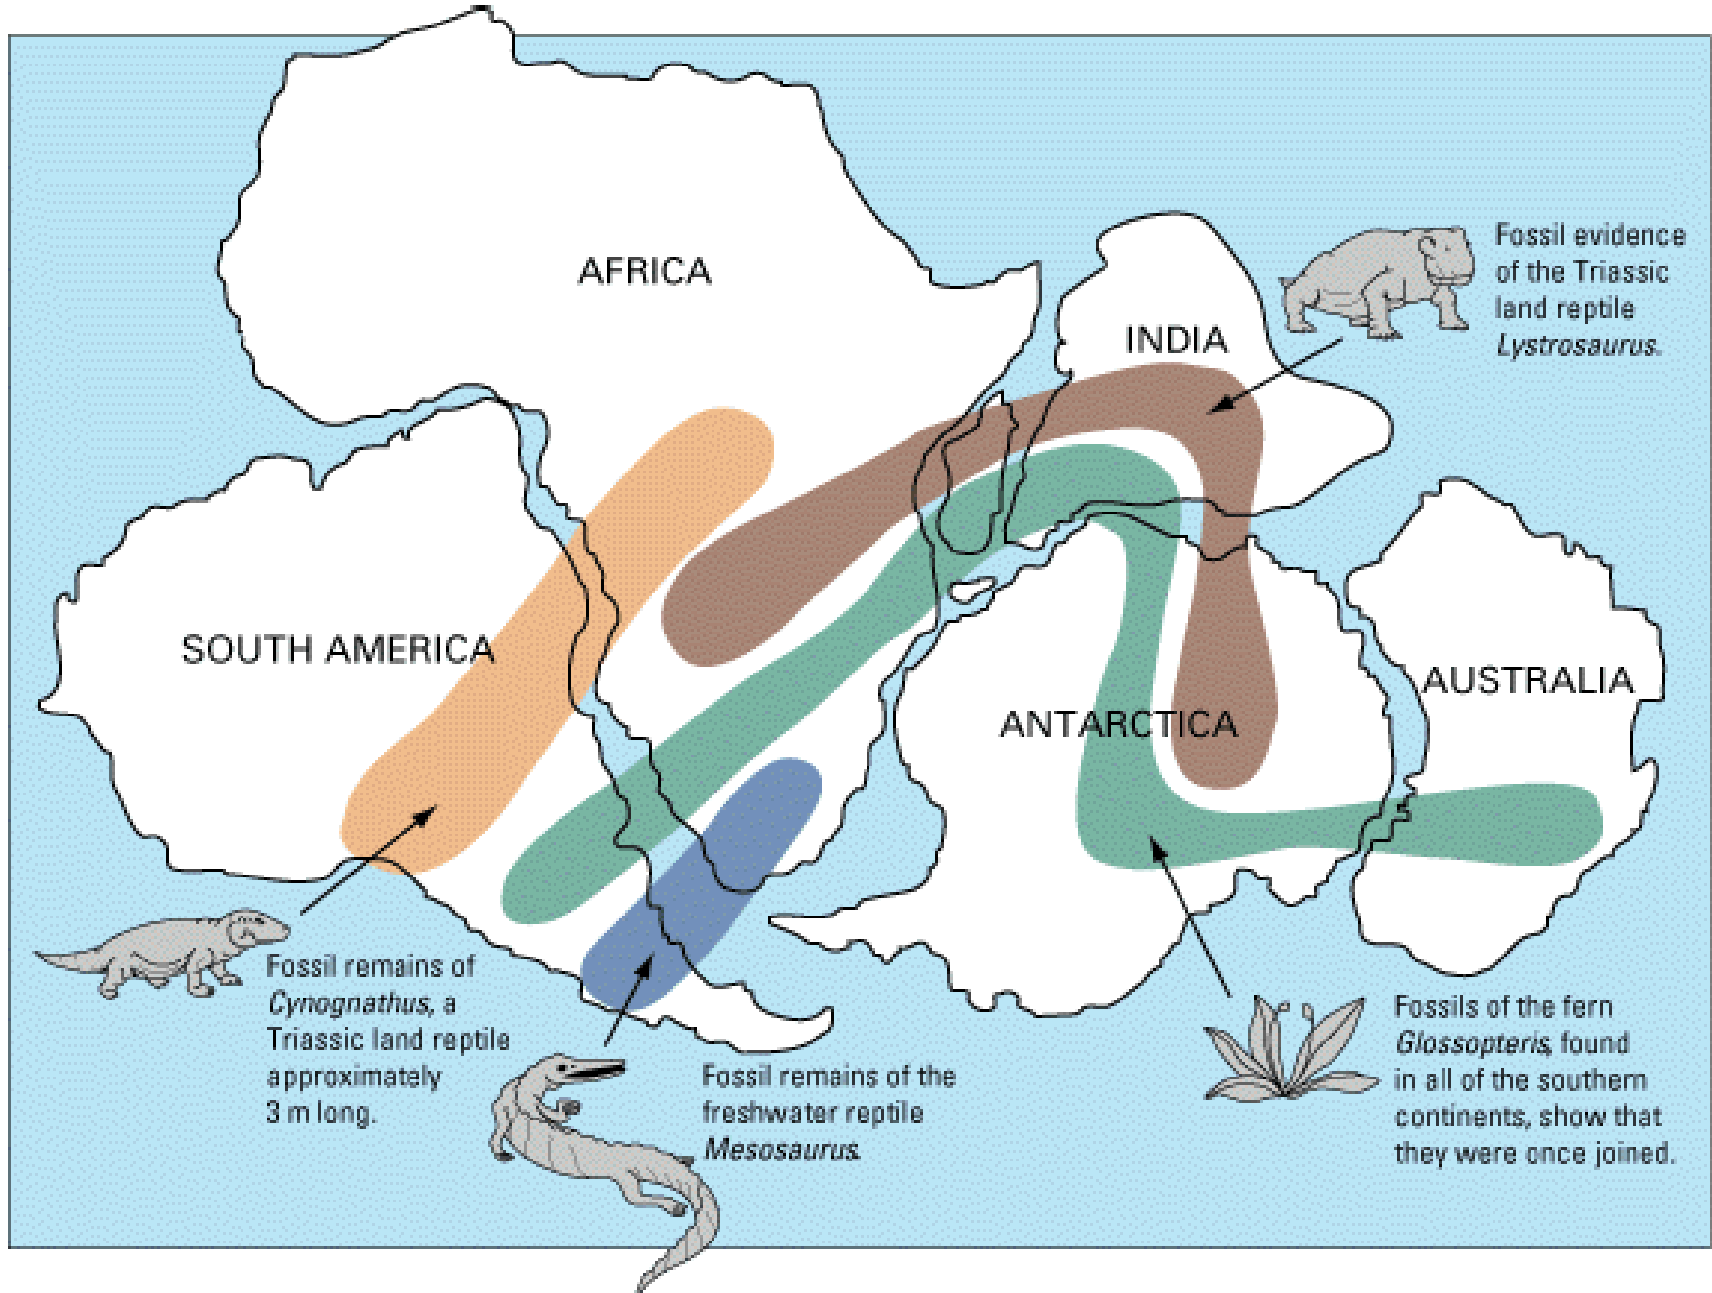 AFRICA
INDIA
Fossil evidence
of the Triassic
land reptile
Lystrosaurus.
SOUTH AMERICA
ANTARCTICA
AUSTRALIA
Fossil remains of
Cynognathus, a
Triassic land reptile
approximately
3 m long.
Fossil remains of the
freshwater reptile
Mesosaurus.
Fossils of the fern
Glossopteris, found
in all of the southern
continents, show that
they were once joined.